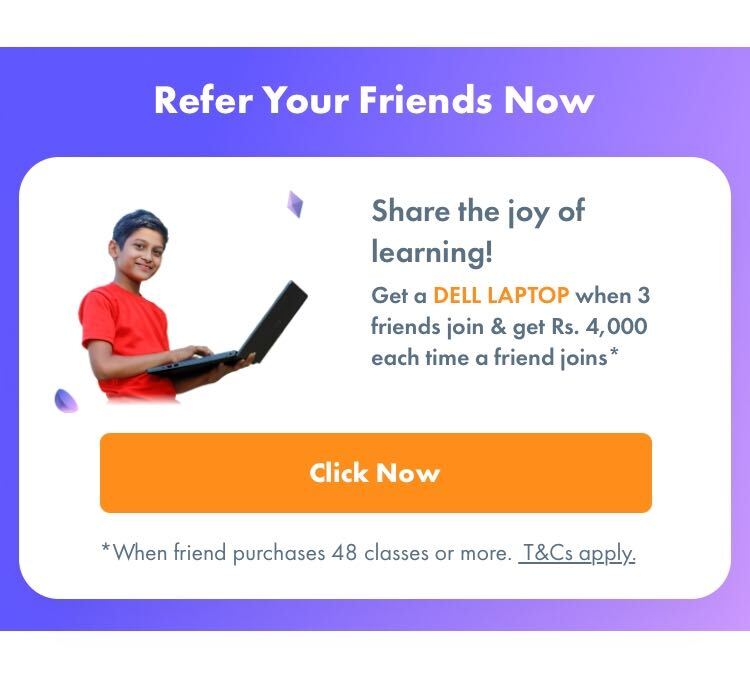 Refer Your Friends Now
Share the joy of
learning!
Get a DELL LAPTOP when 3
friends join & get Rs. 4,000
each time a friend joins*
Click Now
*When friend purchases 48 classes or more. T&Cs apply.